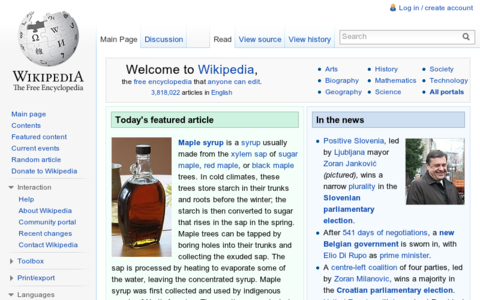 Log in / create account
WIKIPEDIA
The Free Encyclopedia
Main Page
Discussion
Read
View source
View history
Search
Main page
Contents
Featured content
Current events
Random article
Donate to Wikipedia
Interaction
Help
About Wikipedia
Community portal
Recent changes
Contact Wikipedia
Toolbox
Print/export
Languages
Welcome to Wikipedia,
the free encyclopedia that anyone can edit.
3,818,022 articles in English
Arts
Biography
Geography
History
Mathematics
Science
Society
Technology
All portals
Today's featured article
Maple syrup is a syrup usually
made from the xylem sap of sugar
maple, red maple, or black maple
trees. In cold climates, these
trees store starch in their trunks
and roots before the winter; the
starch is then converted to sugar
that rises in the sap in the spring.
Maple trees can be tapped by
boring holes into their trunks and
collecting the exuded sap. The
sap is processed by heating to evaporate some of
the water, leaving the concentrated syrup. Maple
syrup was first collected and used by indigenous
In the news
Positive Slovenia, led
by Ljubljana mayor
Zoran Janković
(pictured), wins a
narrow plurality in the
Slovenian
parliamentary
election.
After 541 days of negotiations, a new
Belgian government is sworn in, with
Elio Di Rupo as prime minister.
A centre-left coalition of four parties, led
by Zoran Milanovic, wins a majority in
the Croatian parliamentary election.